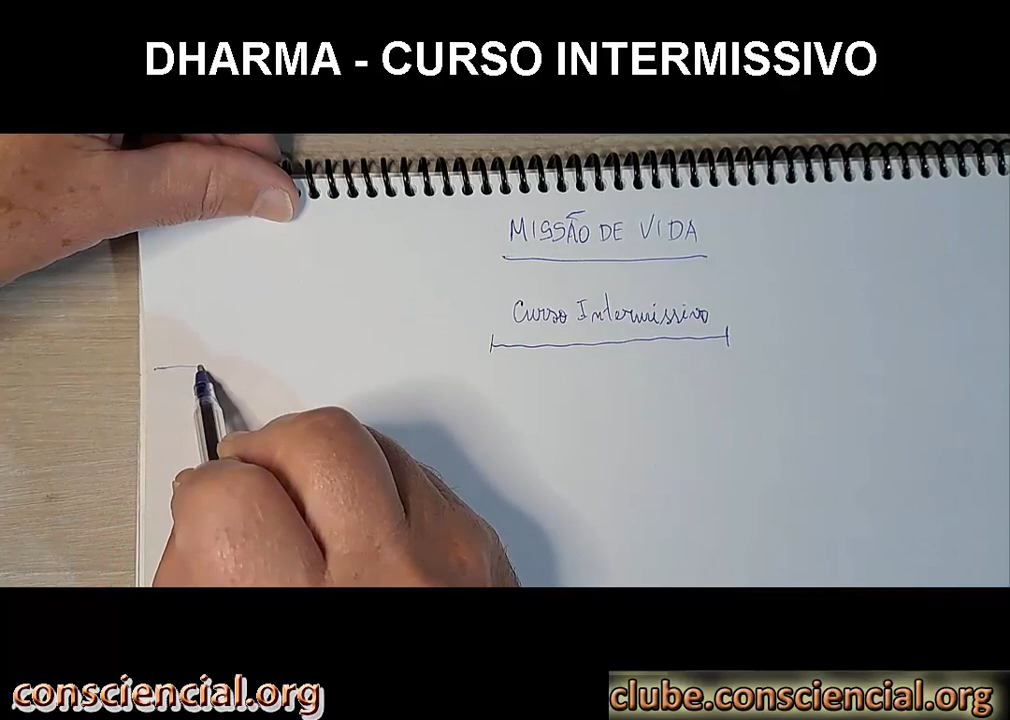 DHARMA - CURSO INTERMISSIVO
MISSÃO DE VIDA
Curso Intermissivo
consciencial.org
clube.consciencial.org